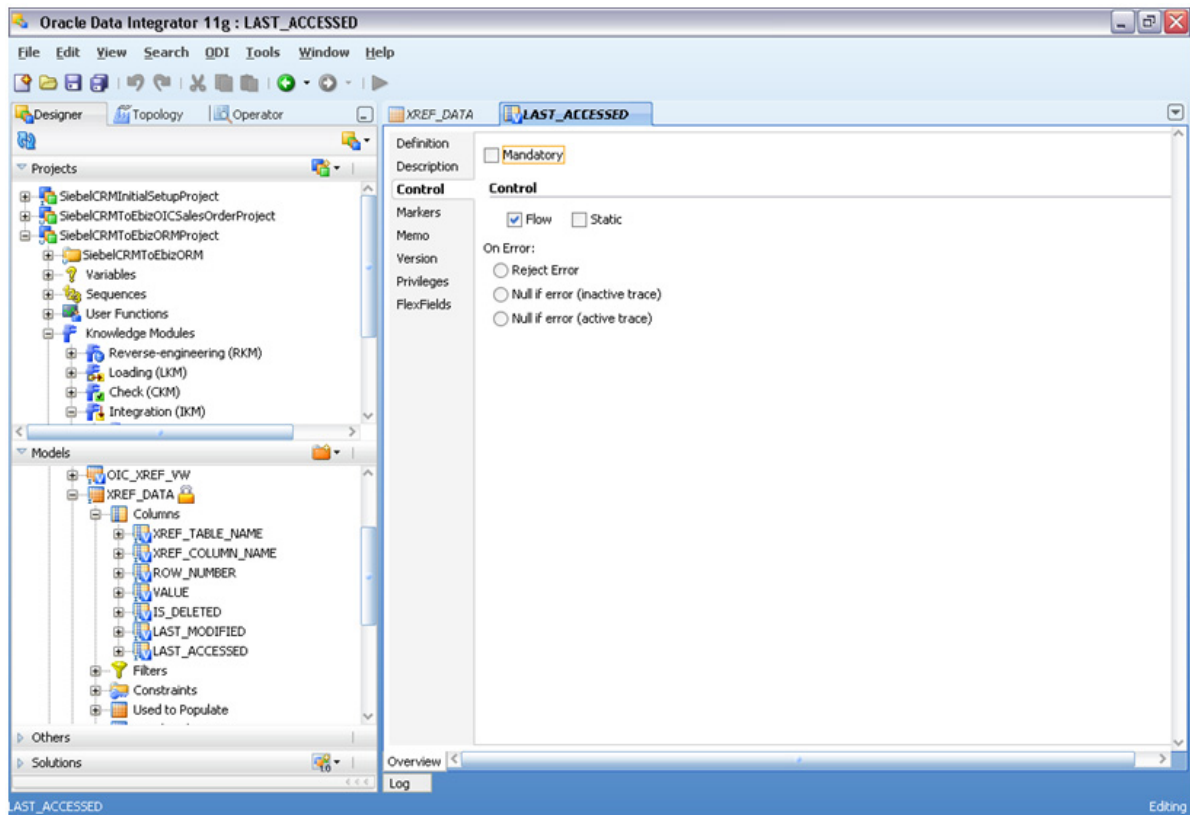 Oracle Data Integrator 11g : LAST_ACCESSED
File Edit View Search ODI Tools Window Help
Designer Topology Operator
Projects
SiebelCRMInitialSetupProject
SiebelCRMToEbizOICSalesOrderProject
SiebelCRMToEbizORMProject
SiebelCRMToEbizORM
Variables
Sequences
User Functions
Knowledge Modules
Reverse-engineering (RKM)
Loading (LKM)
Check (CKM)
Integration (IKM)
Models
OIC_XREF_VW
XREF_DATA
Columns
XREF_TABLE_NAME
XREF_COLUMN_NAME
ROW_NUMBER
VALUE
IS_DELETED
LAST_MODIFIED
LAST_ACCESSED
Filters
Constraints
Used to Populate
Others
Solutions
XREF_DATA LAST_ACCESSED
Definition
Description
Control
Markers
Memo
Version
Privileges
FlexFields
Mandatory
Control
Flow Static
On Error:
Reject Error
Null if error (inactive trace)
Null if error (active trace)
Overview
Log
LAST_ACCESSED Editing